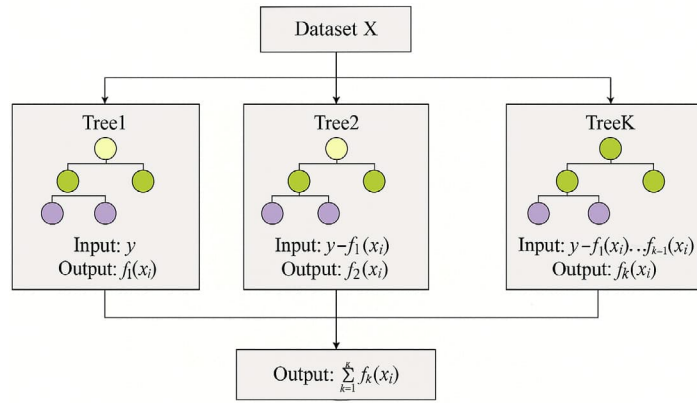 Dataset X
Tree1
Input: y
Output: f₁(xᵢ)
Tree2
Input: y−f₁(xᵢ)
Output: f₂(xᵢ)
TreeK
Input: y−f₁(xᵢ)…fₖ₋₁(xᵢ)
Output: fₖ(xᵢ)
Output: ∑ₖ₌₁ᴷ fₖ(xᵢ)